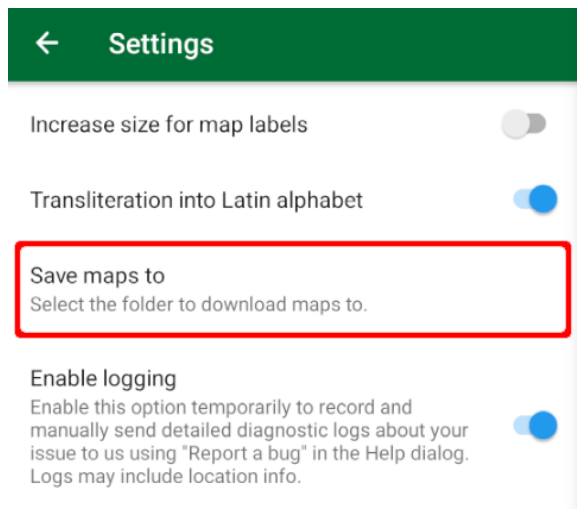 Settings
Increase size for map labels
Transliteration into Latin alphabet
Save maps to
Select the folder to download maps to.
Enable logging
Enable this option temporarily to record and
manually send detailed diagnostic logs about your
issue to us using "Report a bug" in the Help dialog.
Logs may include location info.